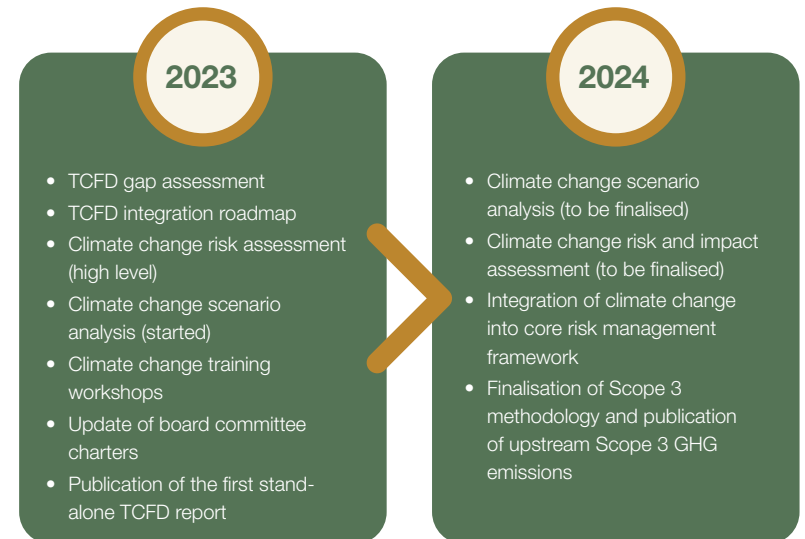 2023
• TCFD gap assessment
• TCFD integration roadmap
• Climate change risk assessment
(high level)
• Climate change scenario
analysis (started)
• Climate change training
workshops
• Update of board committee
charters
• Publication of the first stand-
alone TCFD report
2024
• Climate change scenario
analysis (to be finalised)
• Climate change risk and impact
assessment (to be finalised)
• Integration of climate change
into core risk management
framework
• Finalisation of Scope 3
methodology and publication
of upstream Scope 3 GHG
emissions